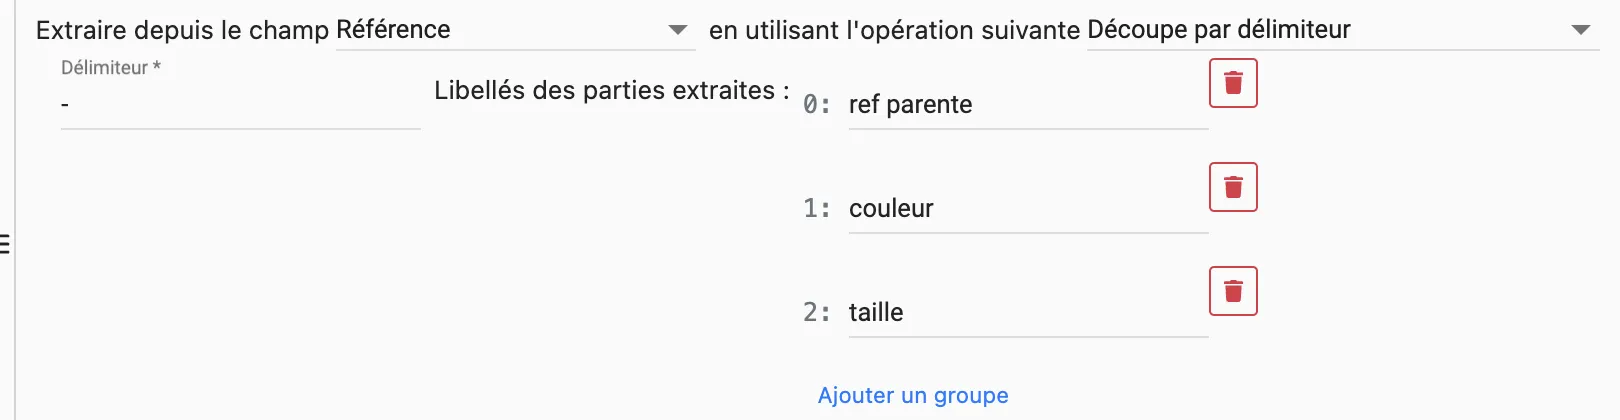 Extraire depuis le champ Référence en utilisant l'opération suivante Découpe par délimiteur
Délimiteur *
-
Libellés des parties extraites :
0: ref parente
1: couleur
2: taille
Ajouter un groupe